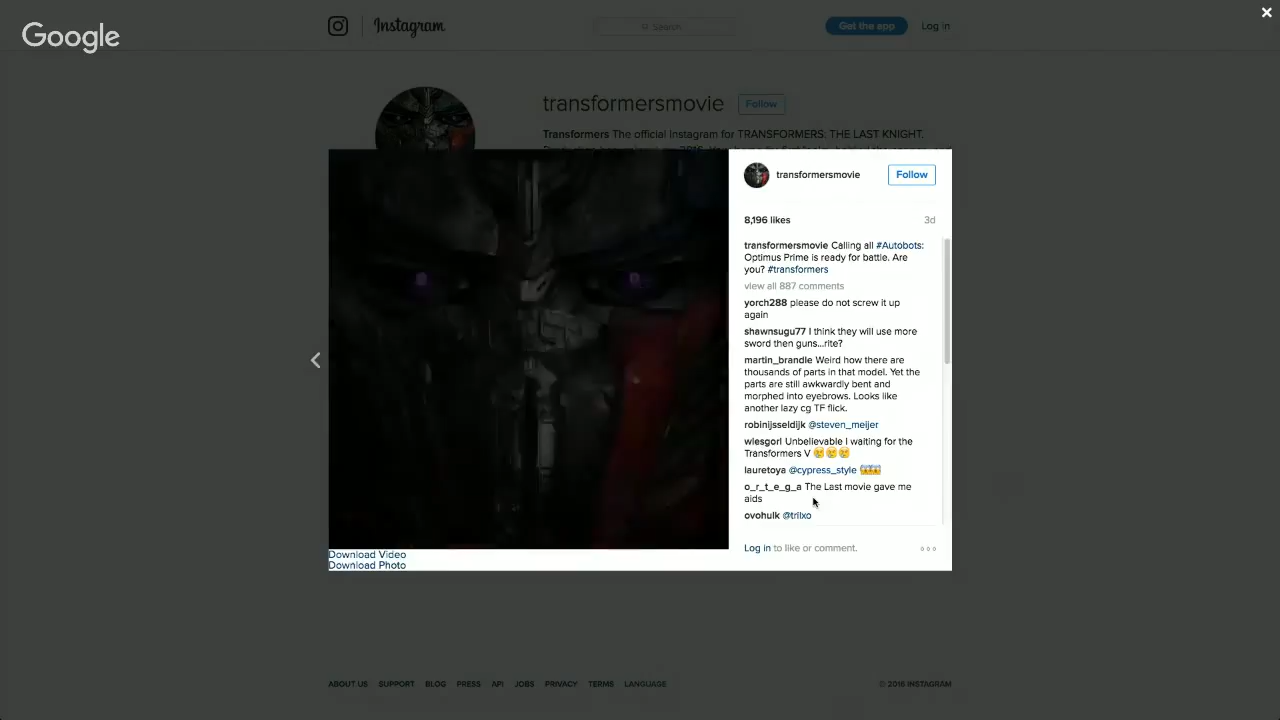 Google
Instagram
Search
Get the app
Log in
transformersmovie Follow
Transformers The official Instagram for TRANSFORMERS: THE LAST KNIGHT.
transformersmovie
Follow
8,196 likes
3d
transformersmovie Calling all #Autobots:
Optimus Prime is ready for battle. Are
you? #transformers
view all 887 comments
yorch288 please do not screw it up
again
shawnsugu77 I think they will use more
sword then guns...rite?
martin_brandle Weird how there are
thousands of parts in that model. Yet the
parts are still awkwardly bent and
morphed into eyebrows. Looks like
another lazy cg TF flick.
robinijsseldijk @steven_meijer
wiesgorl Unbelievable I waiting for the
Transformers V 😢😢😢
lauretoya @cypress_style 😱😱😱
o_r_t_e_g_a The Last movie gave me
aids
ovohulk @trilxo
Log in to like or comment.
Download Video
Download Photo
ABOUT US SUPPORT BLOG PRESS API JOBS PRIVACY TERMS LANGUAGE
© 2016 INSTAGRAM